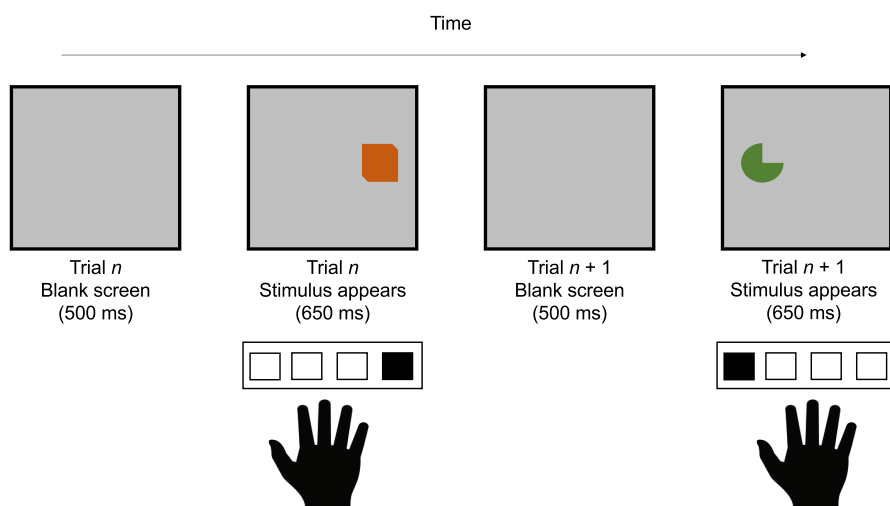 Time
Trial n
Blank screen
(500 ms)
Trial n
Stimulus appears
(650 ms)
Trial n + 1
Blank screen
(500 ms)
Trial n + 1
Stimulus appears
(650 ms)